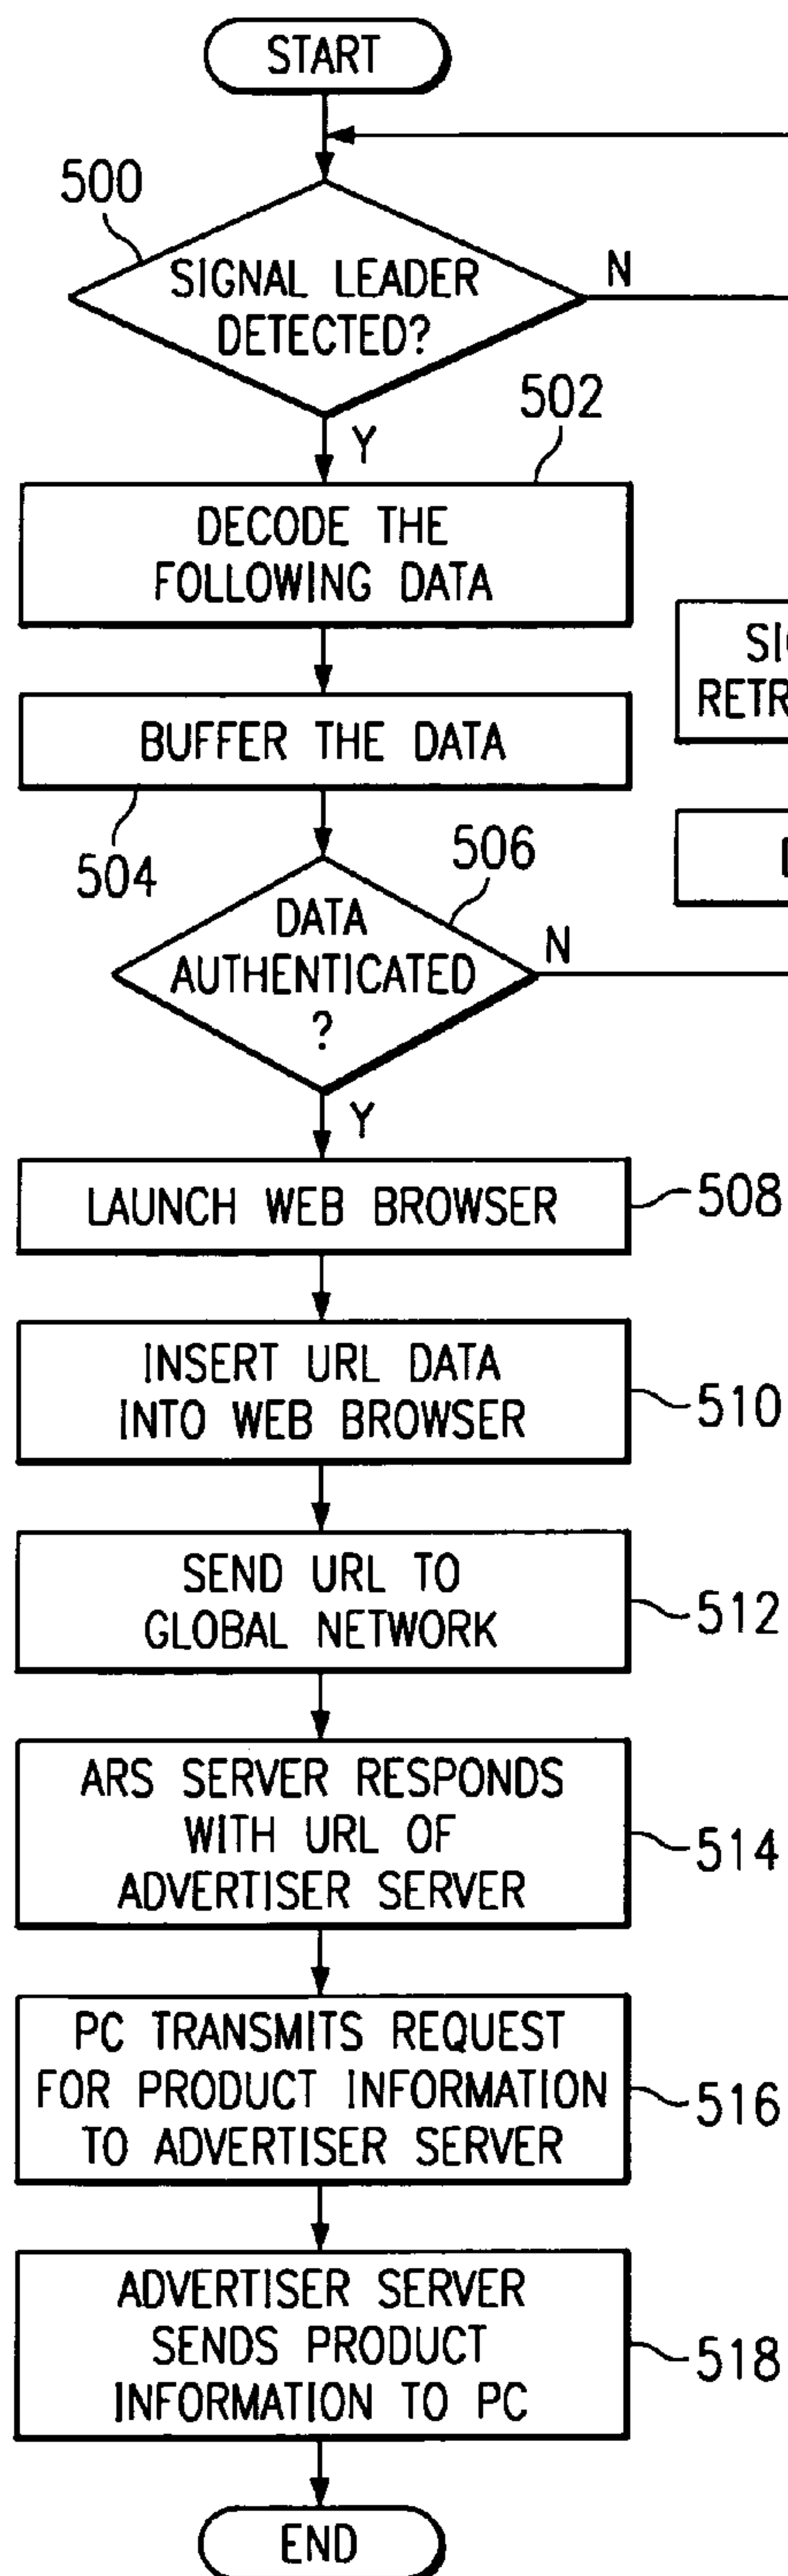 START
500
SIGNAL LEADER
DETECTED?
N
Y
502
DECODE THE
FOLLOWING DATA
BUFFER THE DATA
504
506
DATA
AUTHENTICATED
?
N
Y
LAUNCH WEB BROWSER
508
INSERT URL DATA
INTO WEB BROWSER
510
SEND URL TO
GLOBAL NETWORK
512
ARS SERVER RESPONDS
WITH URL OF
ADVERTISER SERVER
514
PC TRANSMITS REQUEST
FOR PRODUCT INFORMATION
TO ADVERTISER SERVER
516
ADVERTISER SERVER
SENDS PRODUCT
INFORMATION TO PC
518
END